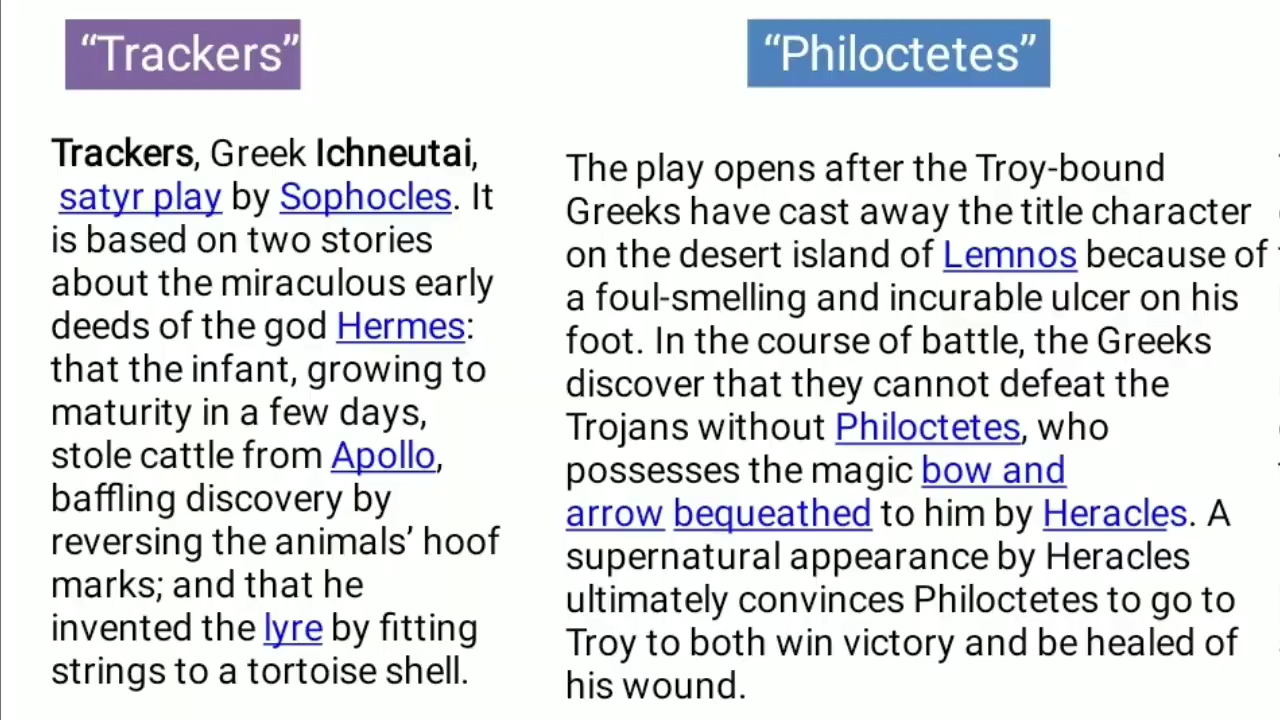 “Trackers”
Trackers, Greek Ichneutai,
satyr play by Sophocles. It
is based on two stories
about the miraculous early
deeds of the god Hermes:
that the infant, growing to
maturity in a few days,
stole cattle from Apollo,
baffling discovery by
reversing the animals’ hoof
marks; and that he
invented the lyre by fitting
strings to a tortoise shell.
“Philoctetes”
The play opens after the Troy-bound
Greeks have cast away the title character
on the desert island of Lemnos because of
a foul-smelling and incurable ulcer on his
foot. In the course of battle, the Greeks
discover that they cannot defeat the
Trojans without Philoctetes, who
possesses the magic bow and
arrow bequeathed to him by Heracles. A
supernatural appearance by Heracles
ultimately convinces Philoctetes to go to
Troy to both win victory and be healed of
his wound.